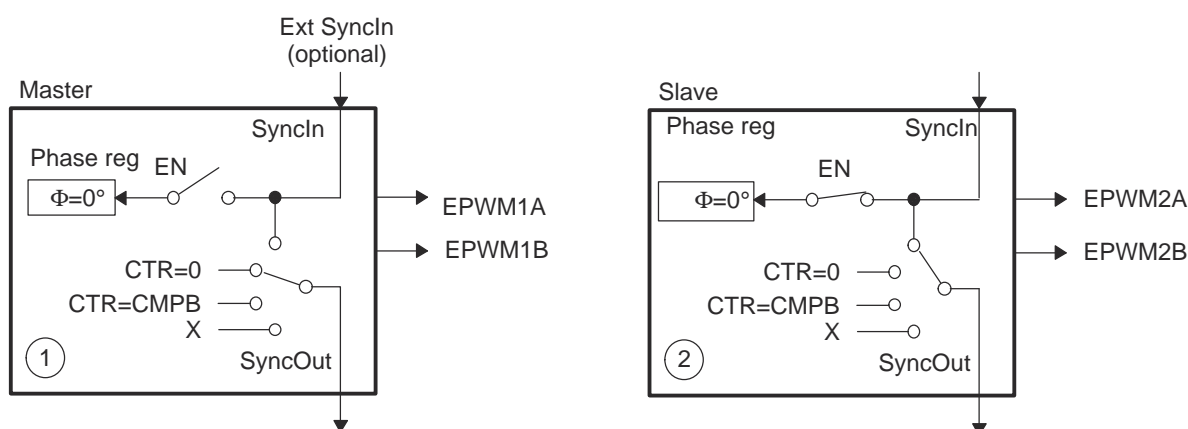 Ext SyncIn
(optional)
Master
SyncIn
Phase reg
EN
Φ=0°
EPWM1A
EPWM1B
CTR=0
CTR=CMPB
X
1
SyncOut
Slave
Phase reg
SyncIn
EN
Φ=0°
EPWM2A
EPWM2B
CTR=0
CTR=CMPB
X
2
SyncOut